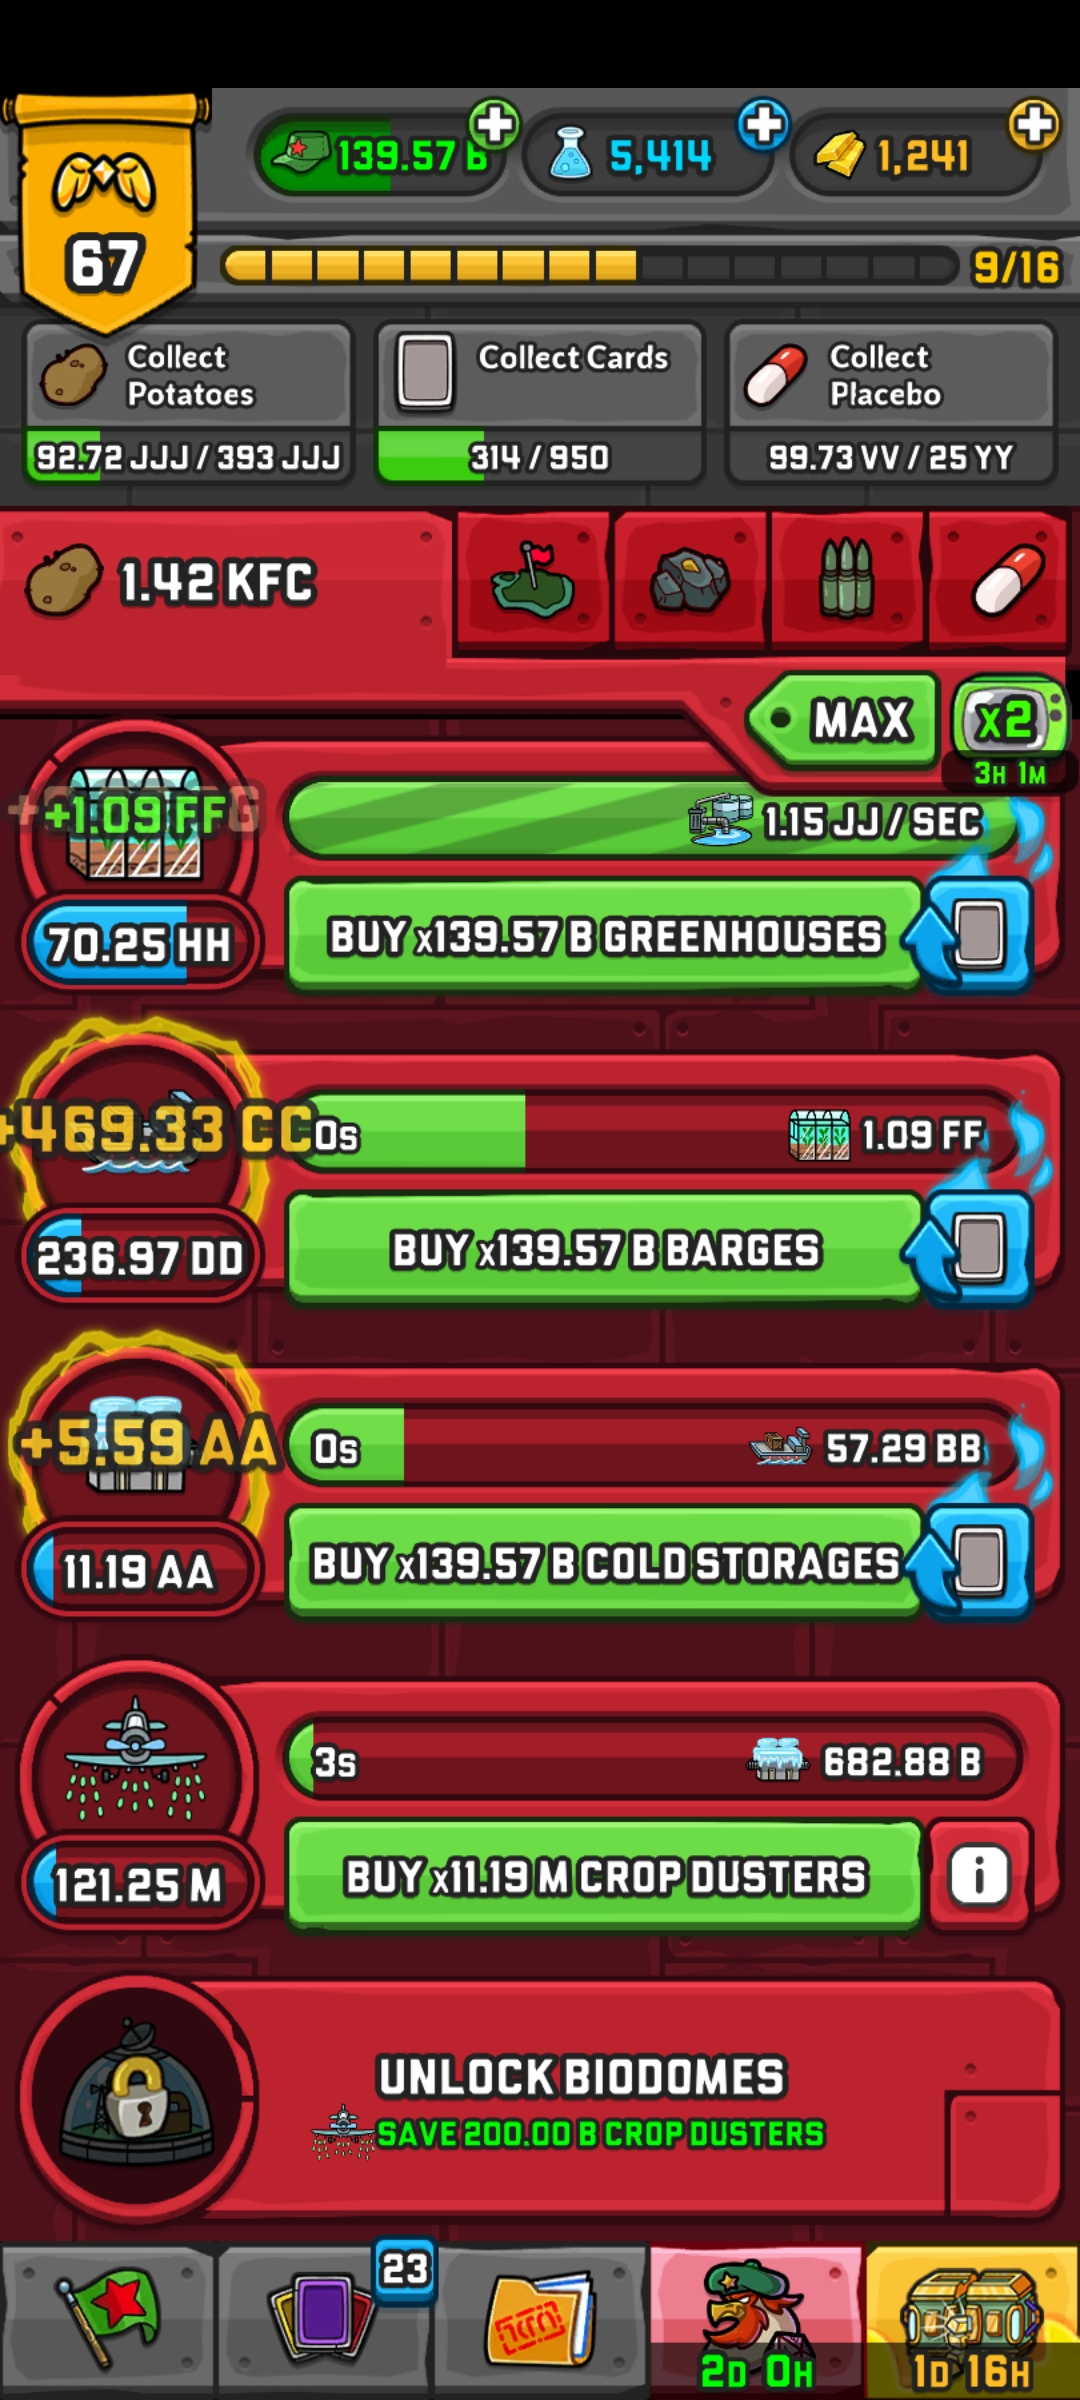 139.57 B
5,414
1,241
67
9/16
Collect Potatoes
92.72 JJJ / 393 JJJ
Collect Cards
314 / 950
Collect Placebo
99.73 VV / 25 YY
1.42 KFC
MAX
x2
3H 1M
+1.09 FF
1.15 JJ / SEC
70.25 HH
BUY x139.57 B GREENHOUSES
+469.33 CC
0s
1.09 FF
236.97 DD
BUY x139.57 B BARGES
+5.59 AA
0s
57.29 BB
11.19 AA
BUY x139.57 B COLD STORAGES
3s
682.88 B
121.25 M
BUY x11.19 M CROP DUSTERS
i
UNLOCK BIODOMES
SAVE 200.00 B CROP DUSTERS
23
2D 0H
1D 16H